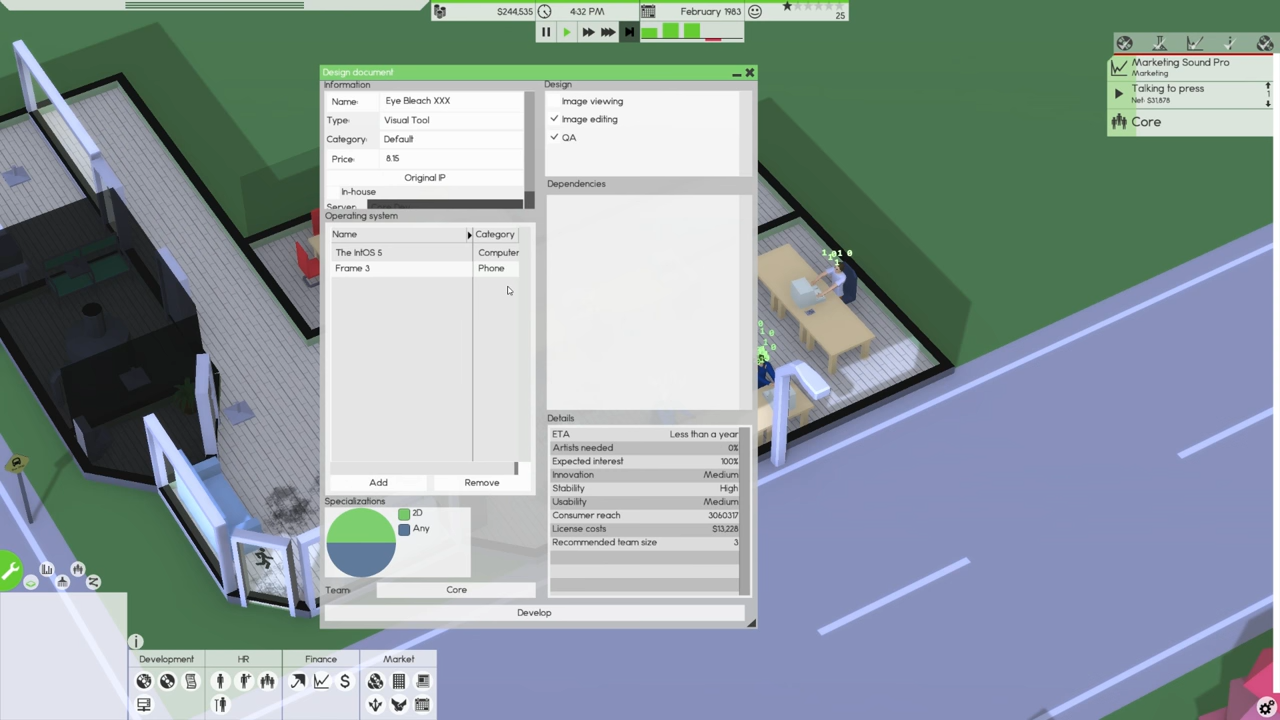 $244,535
4:32 PM
February 1983
25
Marketing Sound Pro
Marketing
Talking to press
Net: $31,878
1
Core
Design document
Information
Name: Eye Bleach XXX
Type: Visual Tool
Category: Default
Price: 8.15
Original IP
In-house
Server:
Operating system
Name Category
The IntOS 5 Computer
Frame 3 Phone
Add Remove
Specializations
2D
Any
Team: Core
Develop
Design
Image viewing
Image editing
QA
Dependencies
Details
ETA Less than a year
Artists needed 0%
Expected interest 100%
Innovation Medium
Stability High
Usability Medium
Consumer reach 3060317
License costs $13,228
Recommended team size 3
Development HR Finance Market